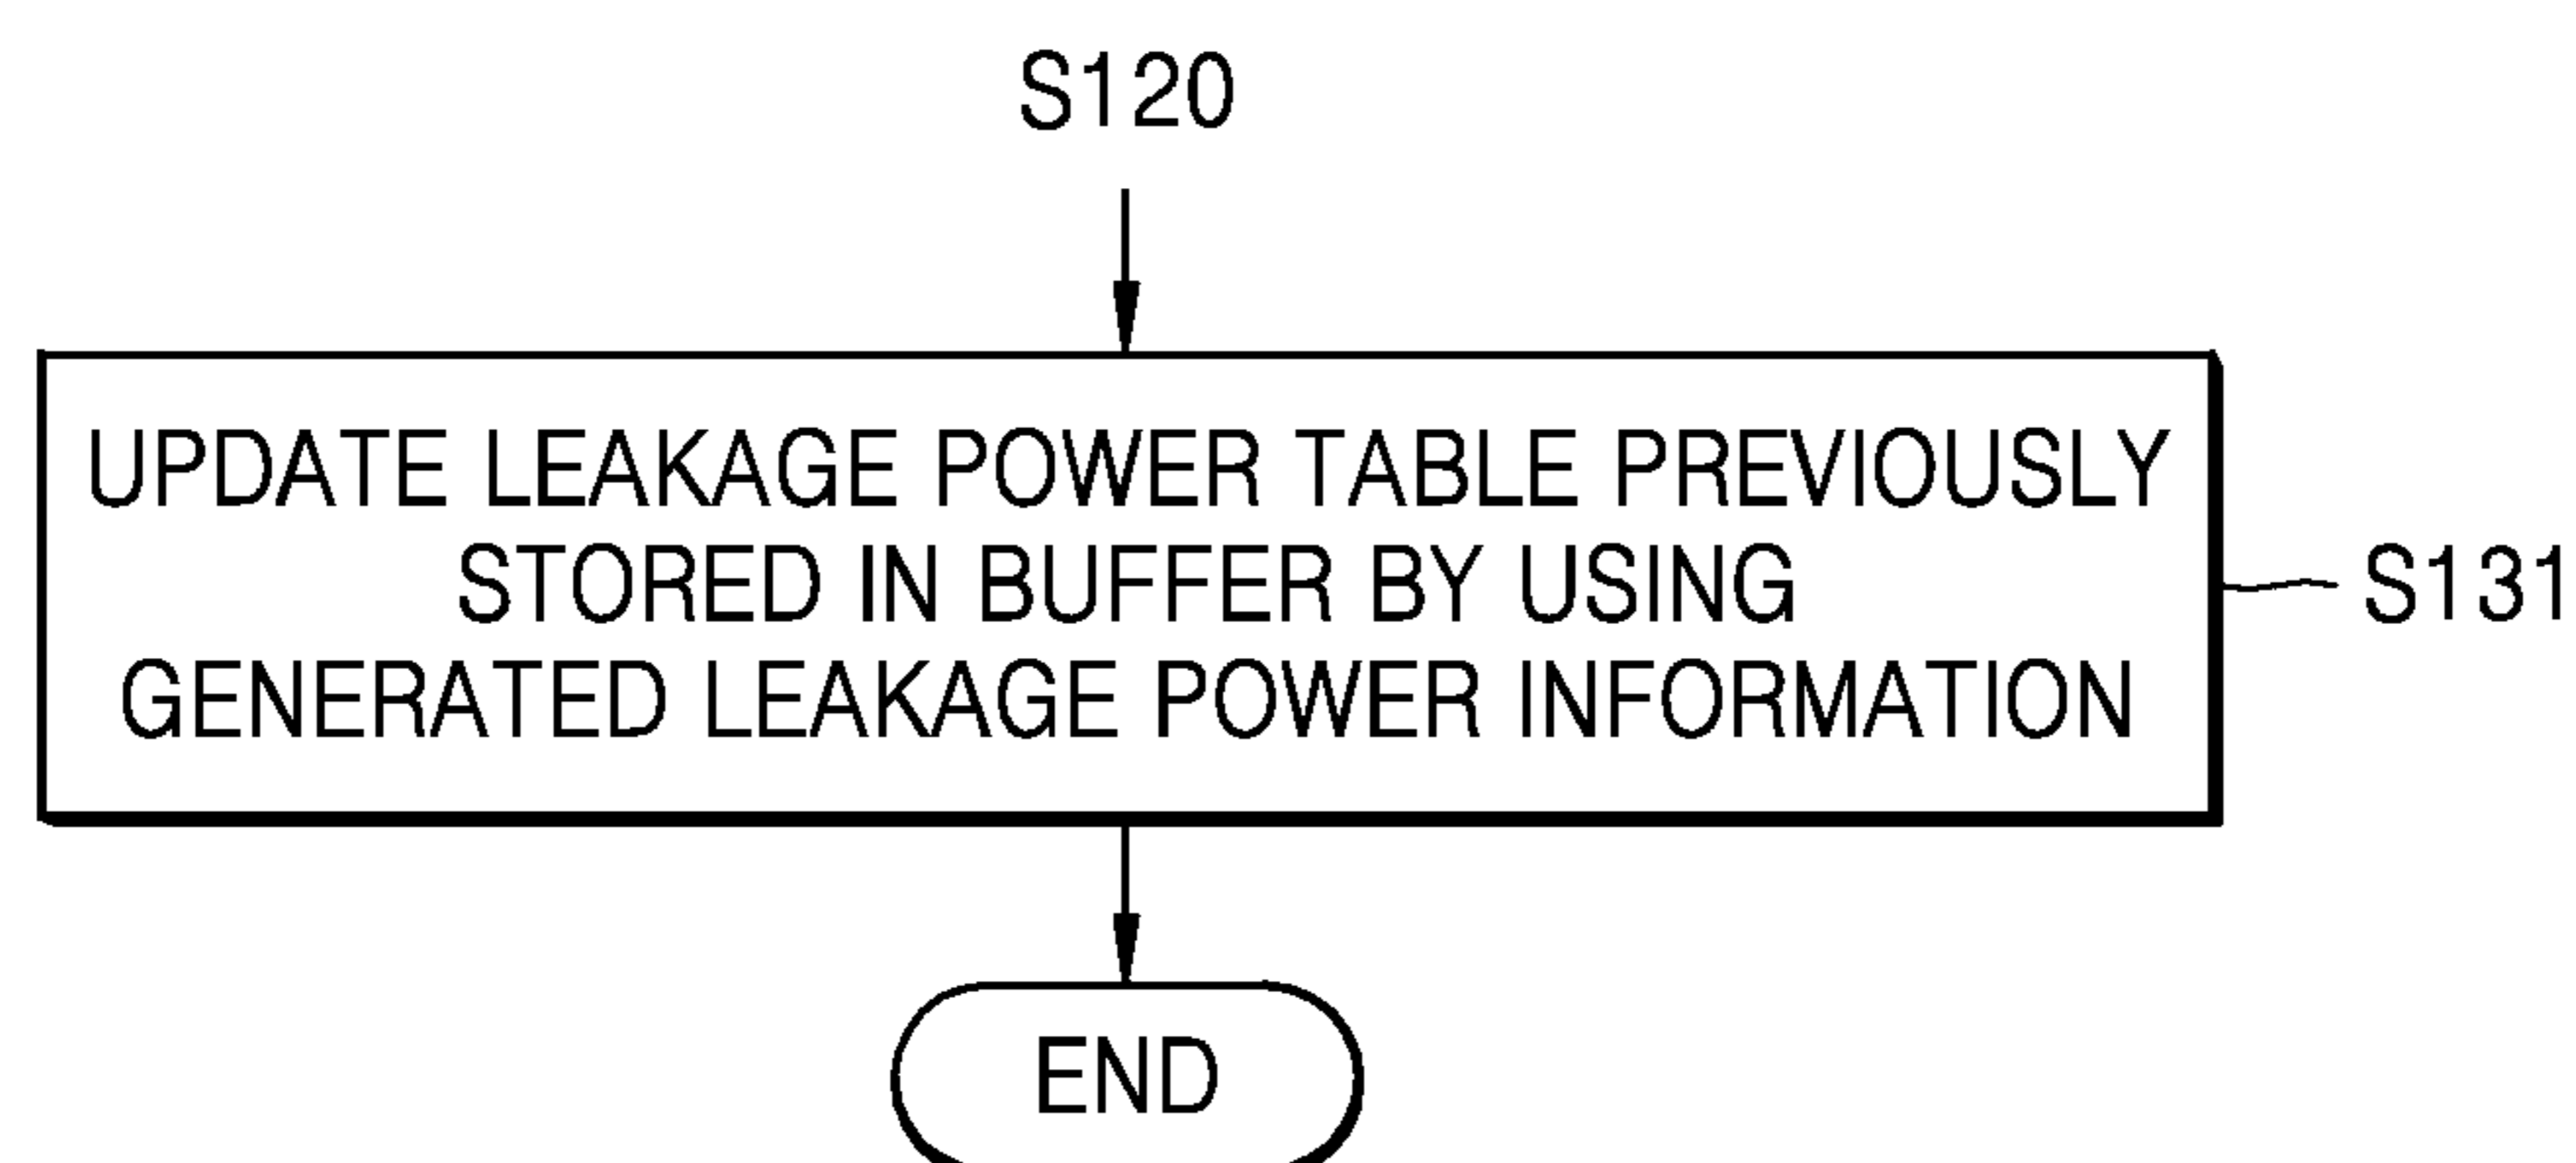 S120
UPDATE LEAKAGE POWER TABLE PREVIOUSLY
STORED IN BUFFER BY USING
GENERATED LEAKAGE POWER INFORMATION
S131
END